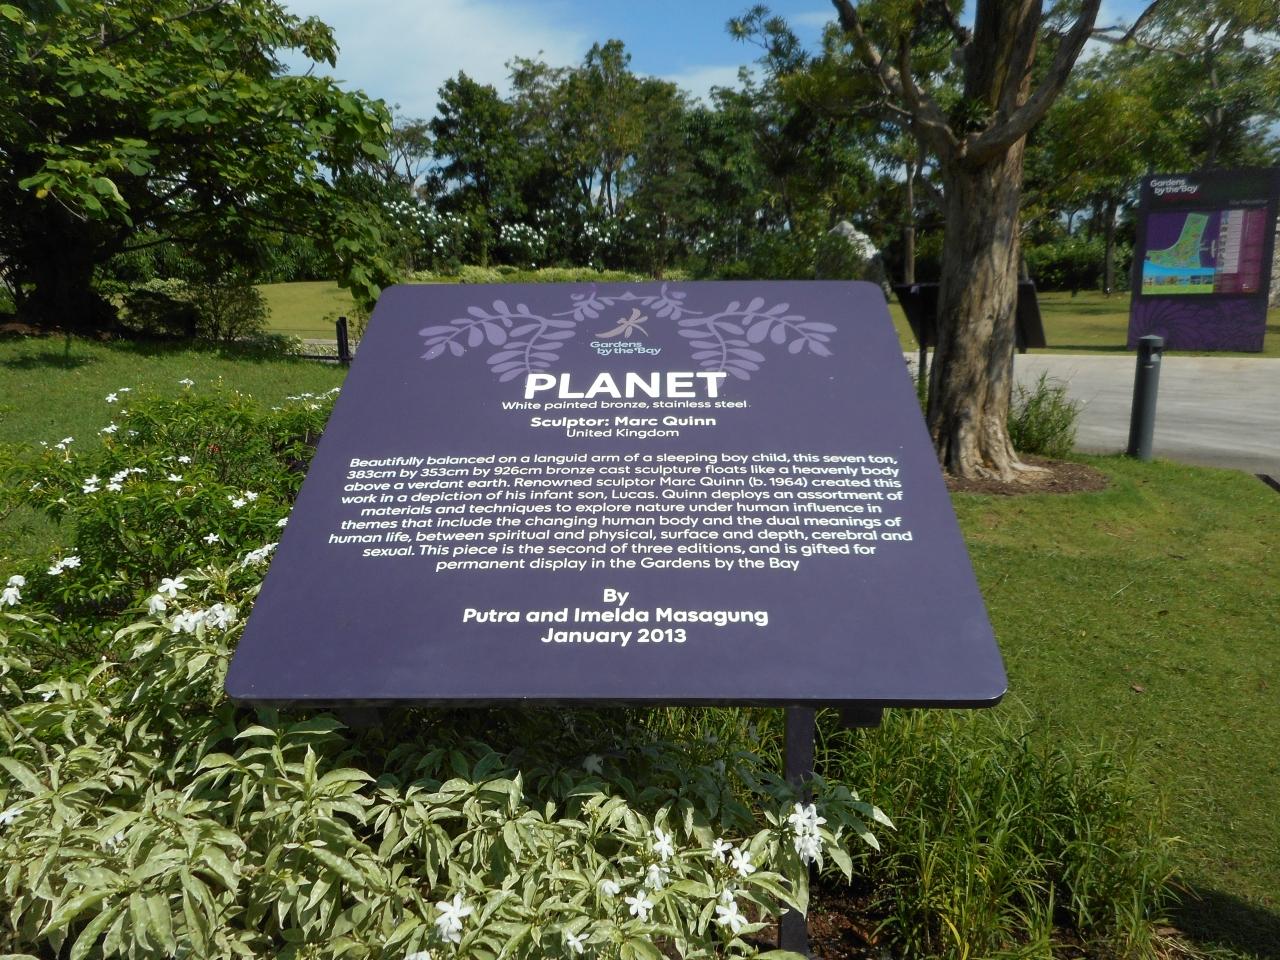 Gardens
by the Bay
PLANET
White painted bronze, stainless steel
Sculptor: Marc Quinn
United Kingdom
Beautifully balanced on a languid arm of a sleeping boy child, this seven ton,
383cm by 353cm by 926cm bronze cast sculpture floats like a heavenly body
above a verdant earth. Renowned sculptor Marc Quinn (b. 1964) created this
work in a depiction of his infant son, Lucas. Quinn deploys an assortment of
materials and techniques to explore nature under human influence in
themes that include the changing human body and the dual meanings of
human life, between spiritual and physical, surface and depth, cerebral and
sexual. This piece is the second of three editions, and is gifted for
permanent display in the Gardens by the Bay
By
Putra and Imelda Masagung
January 2013
Gardens
by the Bay